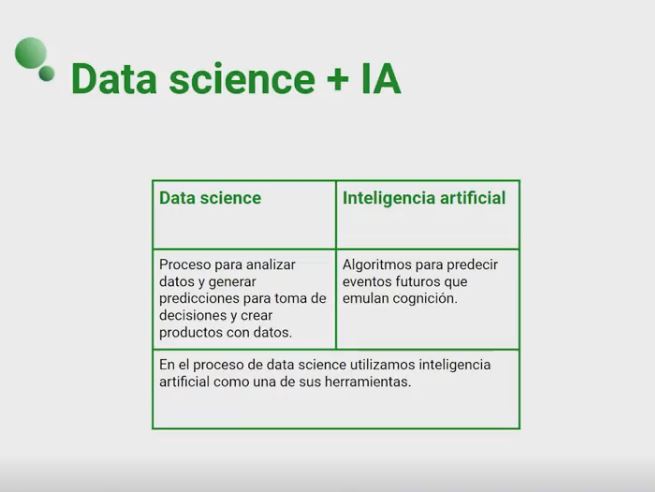 Data science + IA
Data science
Inteligencia artificial
Proceso para analizar
datos y generar
predicciones para toma de
decisiones y crear
productos con datos.
Algoritmos para predecir
eventos futuros que
emulan cognición.
En el proceso de data science utilizamos inteligencia
artificial como una de sus herramientas.